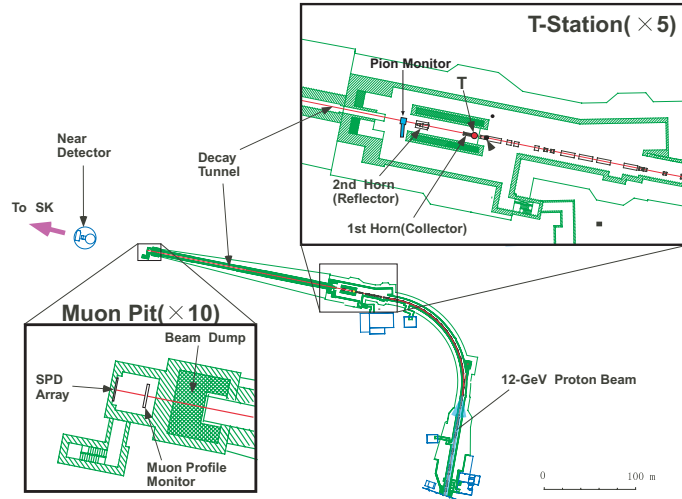 T-Station( × 5)
Pion Monitor
T
Near
Detector
Decay
Tunnel
2nd Horn
(Reflector)
To SK
1st Horn(Collector)
Muon Pit( × 10)
Beam Dump
SPD
Array
12-GeV Proton Beam
Muon Profile
Monitor
0 100 m